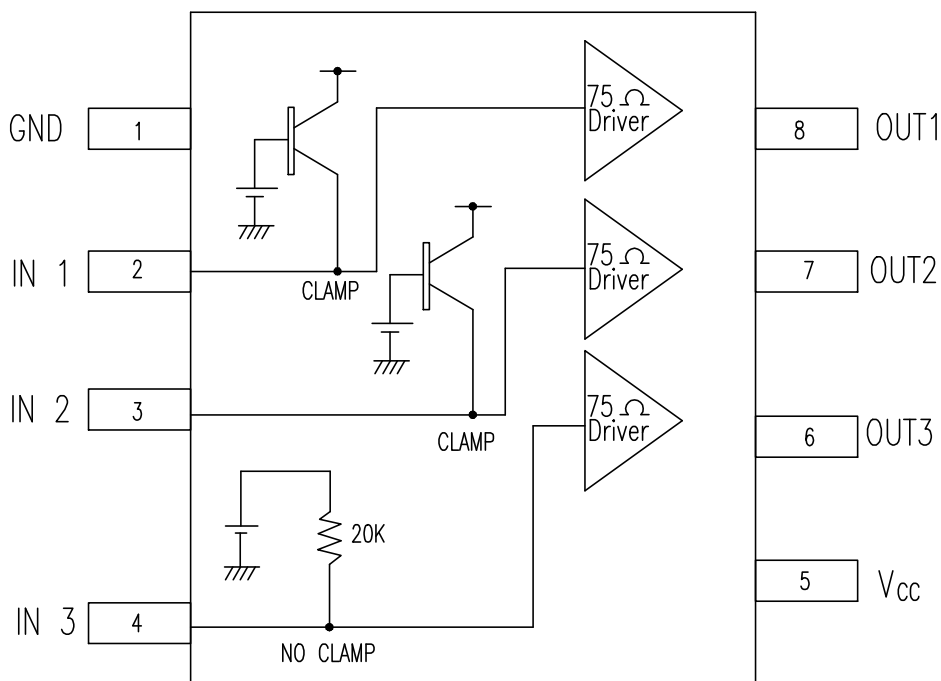 GND
1
IN 1
2
IN 2
3
IN 3
4
CLAMP
CLAMP
20K
NO CLAMP
75 Ω
Driver
75 Ω
Driver
75 Ω
Driver
8
OUT1
7
OUT2
6
OUT3
5
VCC